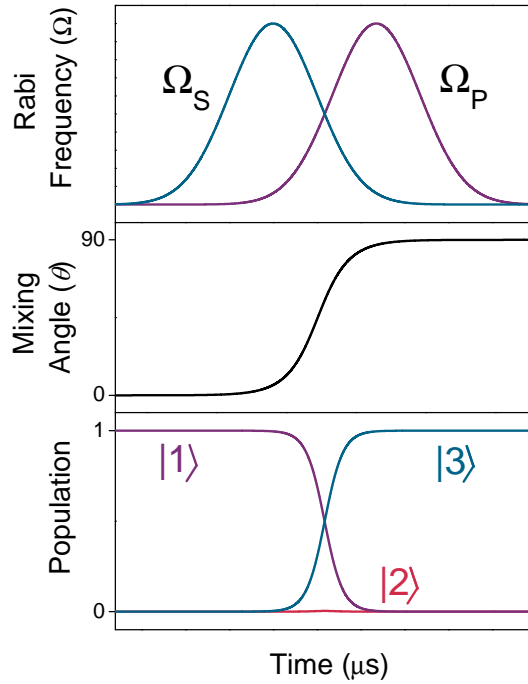 Rabi
Frequency (Ω)
Ω_S
Ω_P
Mixing
Angle (θ)
90
0
Population
1
0
|1⟩
|3⟩
|2⟩
Time (μs)